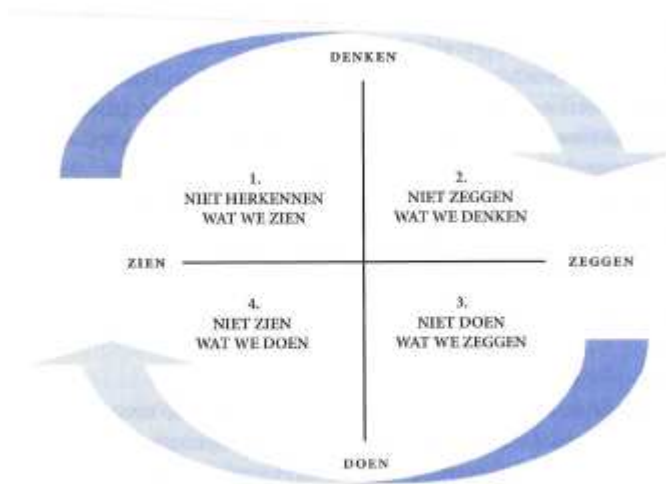 DENKEN
1.
NIET HERKENNEN
WAT WE ZIEN
2.
NIET ZEGGEN
WAT WE DENKEN
ZIEN
ZEGGEN
4.
NIET ZIEN
WAT WE DOEN
3.
NIET DOEN
WAT WE ZEGGEN
DOEN